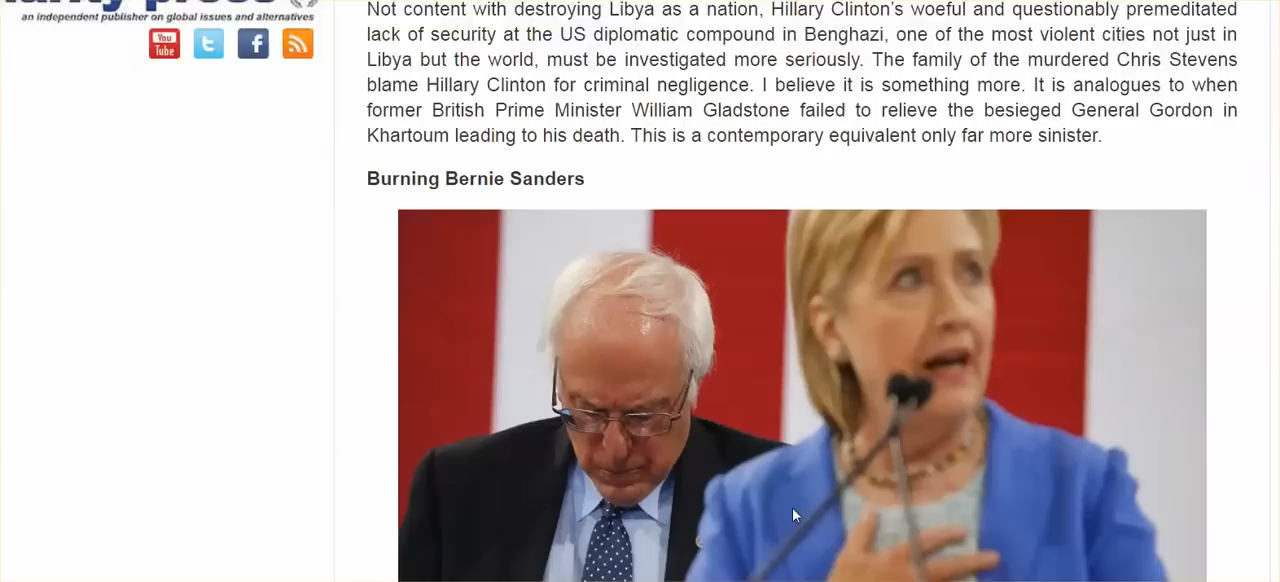 an independent publisher on global issues and alternatives
You
Tube
Not content with destroying Libya as a nation, Hillary Clinton’s woeful and questionably premeditated
lack of security at the US diplomatic compound in Benghazi, one of the most violent cities not just in
Libya but the world, must be investigated more seriously. The family of the murdered Chris Stevens
blame Hillary Clinton for criminal negligence. I believe it is something more. It is analogues to when
former British Prime Minister William Gladstone failed to relieve the besieged General Gordon in
Khartoum leading to his death. This is a contemporary equivalent only far more sinister.
Burning Bernie Sanders